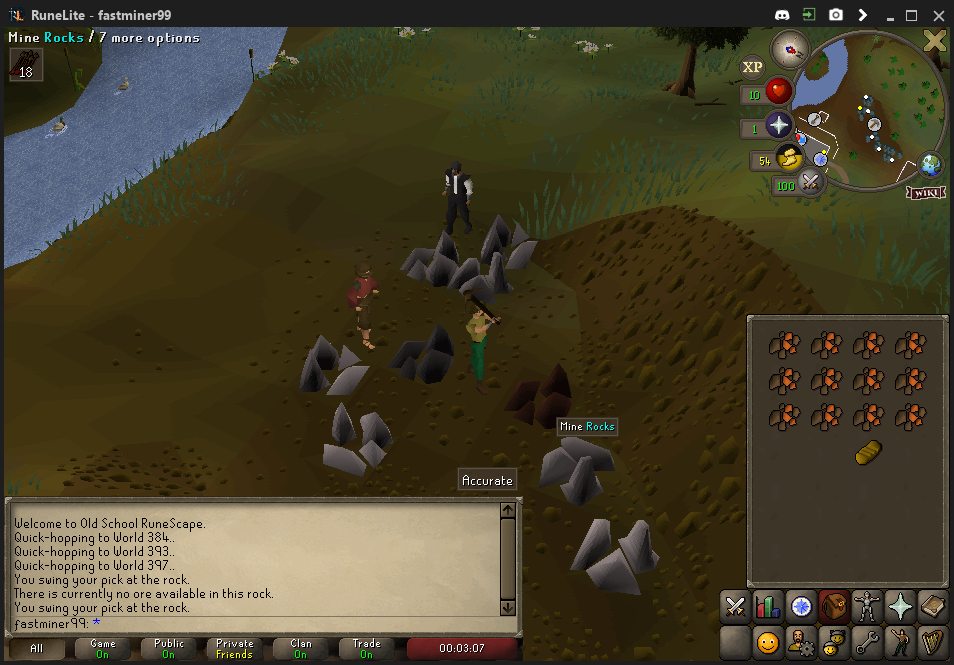 RuneLite - fastminer99
Mine Rocks / 7 more options
18
XP
10
1
54
100
WIKI
Mine Rocks
Accurate
Welcome to Old School RuneScape.
Quick-hopping to World 384..
Quick-hopping to World 393..
Quick-hopping to World 397..
You swing your pick at the rock.
There is currently no ore available in this rock.
You swing your pick at the rock.
fastminer99: *
All
Game
On
Public
On
Private
Friends
Clan
On
Trade
On
00:03:07